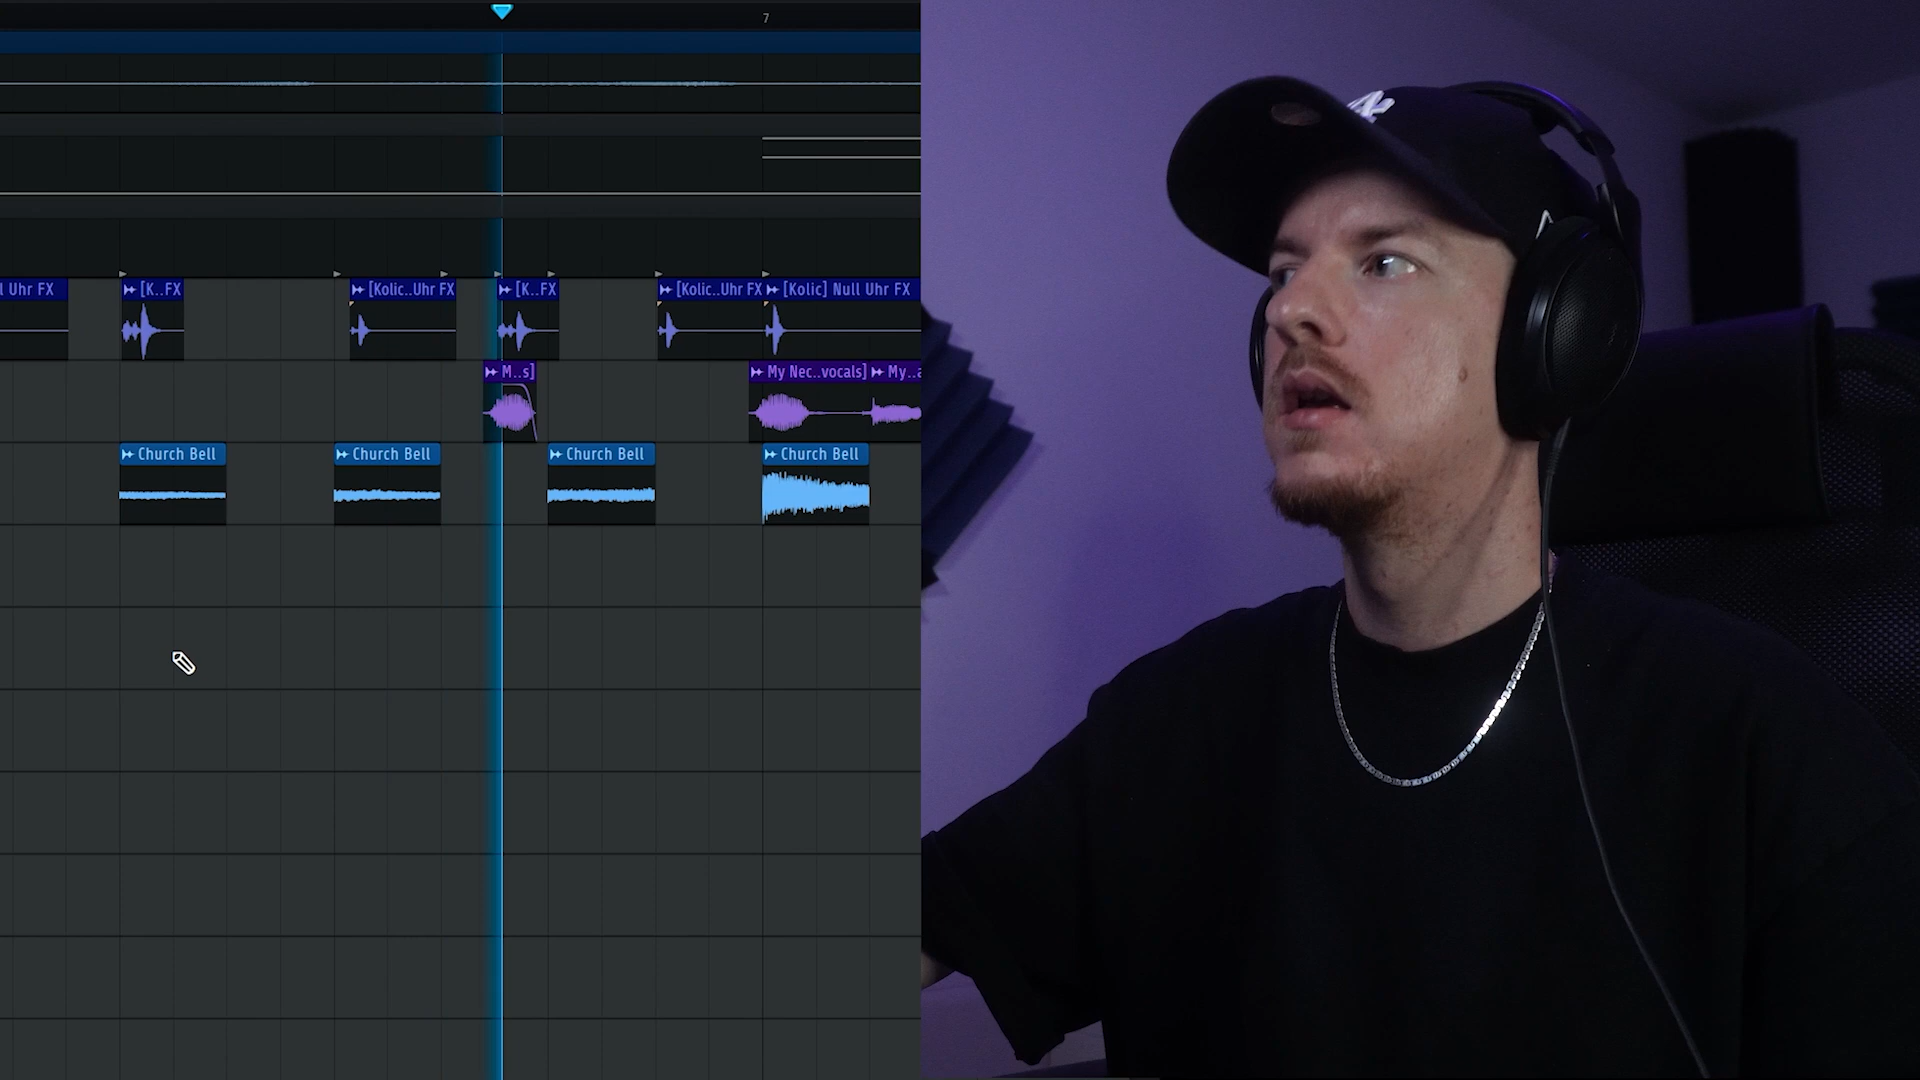 7
l Uhr FX
[K..FX
[Kolic..Uhr FX
[K..FX
[Kolic..Uhr FX
[Kolic] Null Uhr FX
M..s]
My Nec..vocals]
My..a
Church Bell
Church Bell
Church Bell
Church Bell